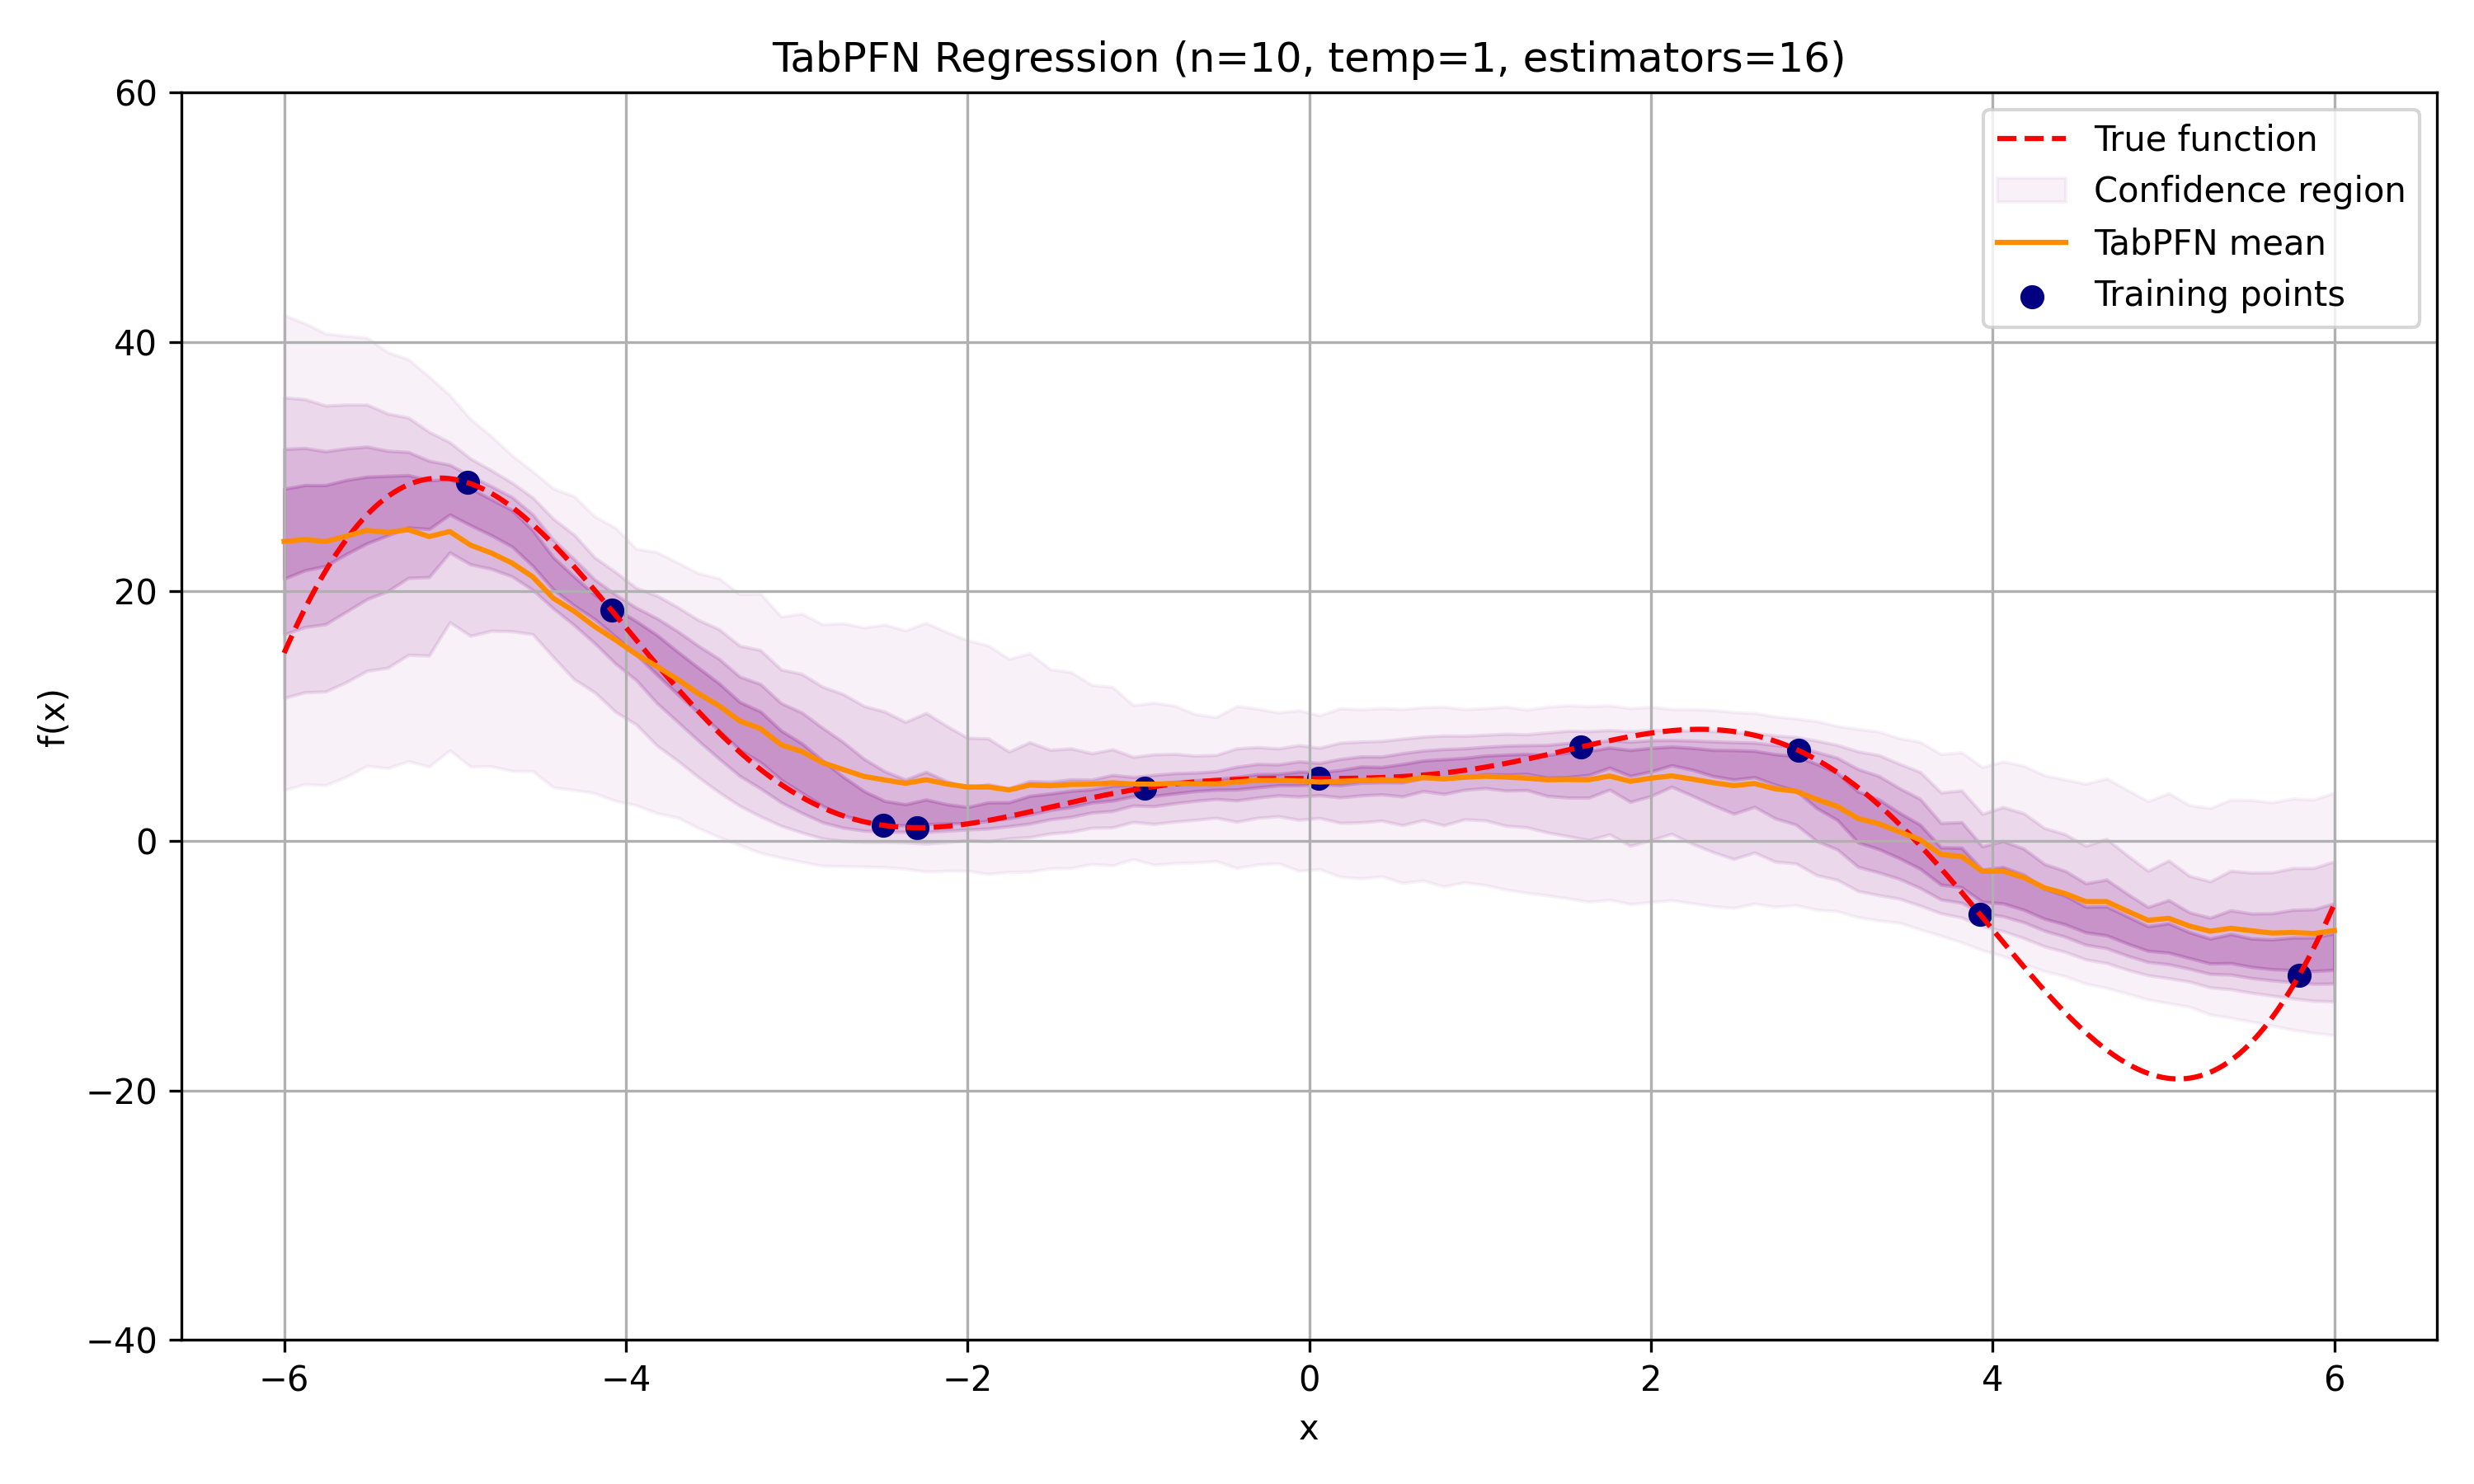 TabPFN Regression (n=10, temp=1, estimators=16)
60
40
20
0
−20
−40
f(x)
True function
Confidence region
TabPFN mean
Training points
−6
−4
−2
0
2
4
6
x